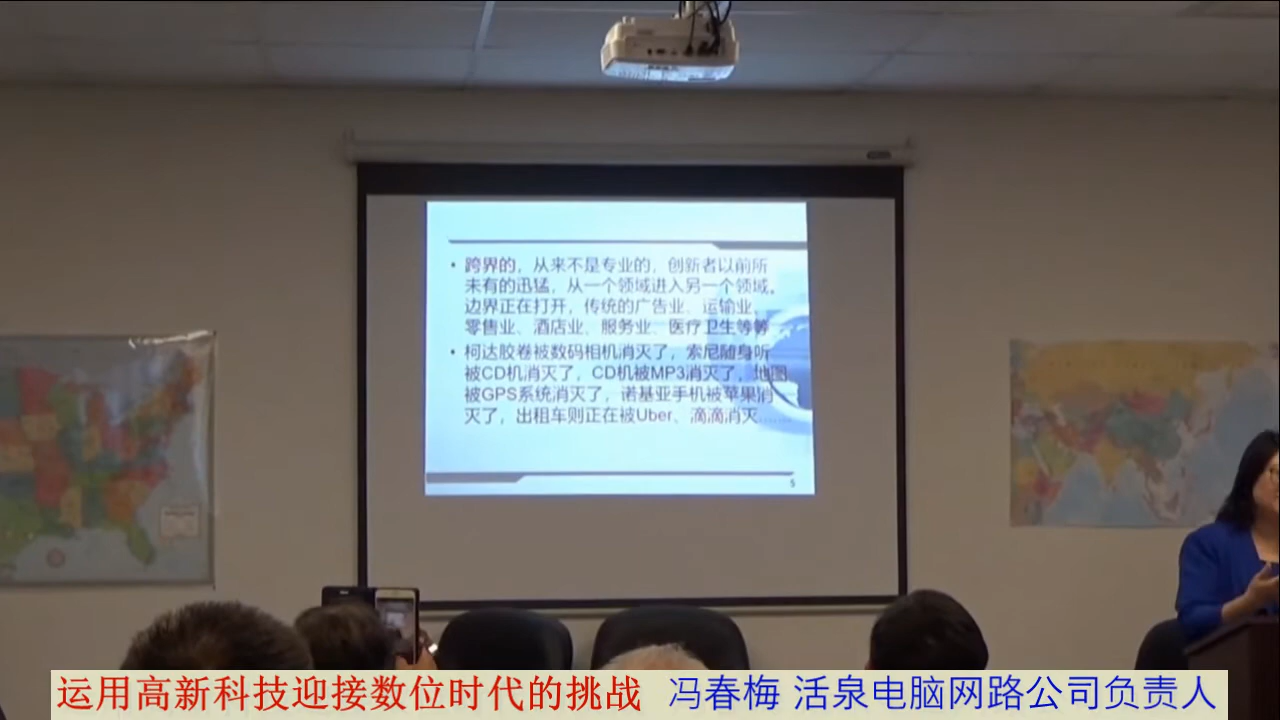 • 跨界的，从来不是专业的，创新者以前所
未有的迅猛，从一个领域进入另一个领域。
边界正在打开，传统的广告业、运输业、
零售业、酒店业、服务业、医疗卫生等等
• 柯达胶卷被数码相机消灭了，索尼随身听
被CD机消灭了，CD机被MP3消灭了，地图
被GPS系统消灭了，诺基亚手机被苹果消
灭了，出租车则正在被Uber、滴滴消灭……
5
运用高新科技迎接数位时代的挑战 冯春梅 活泉电脑网路公司负责人